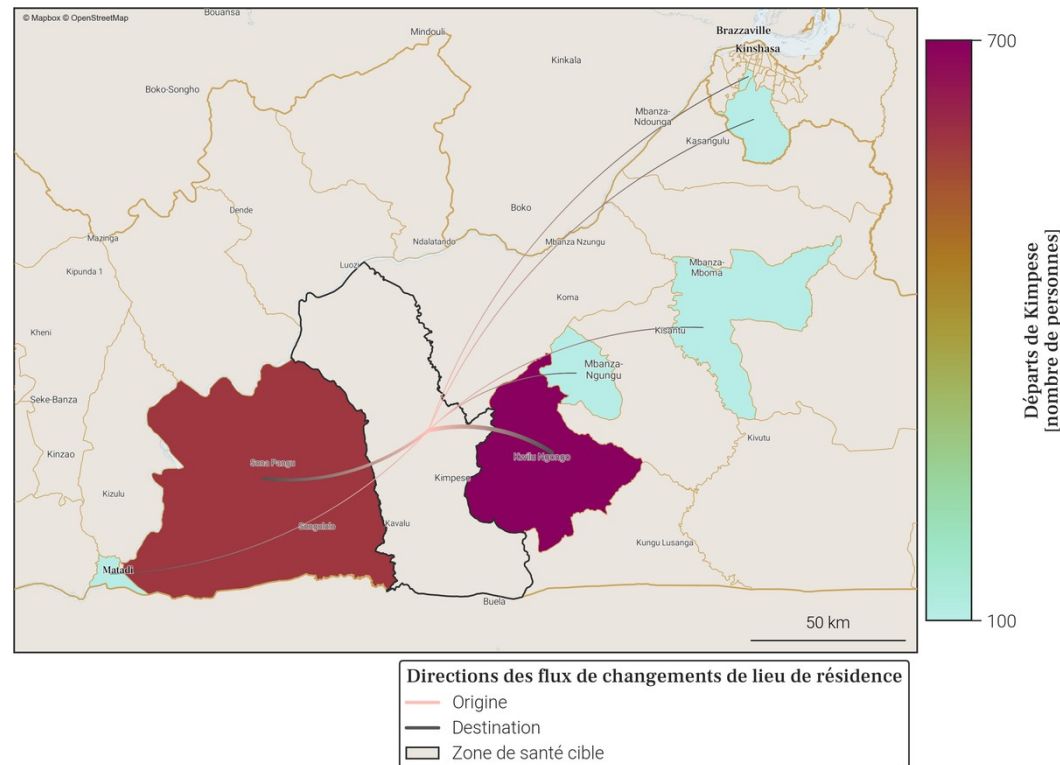 © Mapbox © OpenStreetMap
Bouansa
Mindouli
Brazzaville
Kinshasa
Kinkala
Boko-Songho
Mbanza-
Ndounga
Kasangulu
Dende
Boko
Mazinga
Ndalatando
Mbanza Nzungu
Kipunda 1
Luozi
Mbanza-
Mboma
Koma
Kheni
Kisantu
Mbanza-
Ngungu
Seke-Banza
Kivutu
Kinzao
Sona Pangu
Kwilu Ngongo
Kimpese
Kizulu
Songololo
Kavalu
Kungu Lusanga
Matadi
Buela
50 km
700
100
Départs de Kimpese
[nombre de personnes]
Directions des flux de changements de lieu de résidence
Origine
Destination
Zone de santé cible